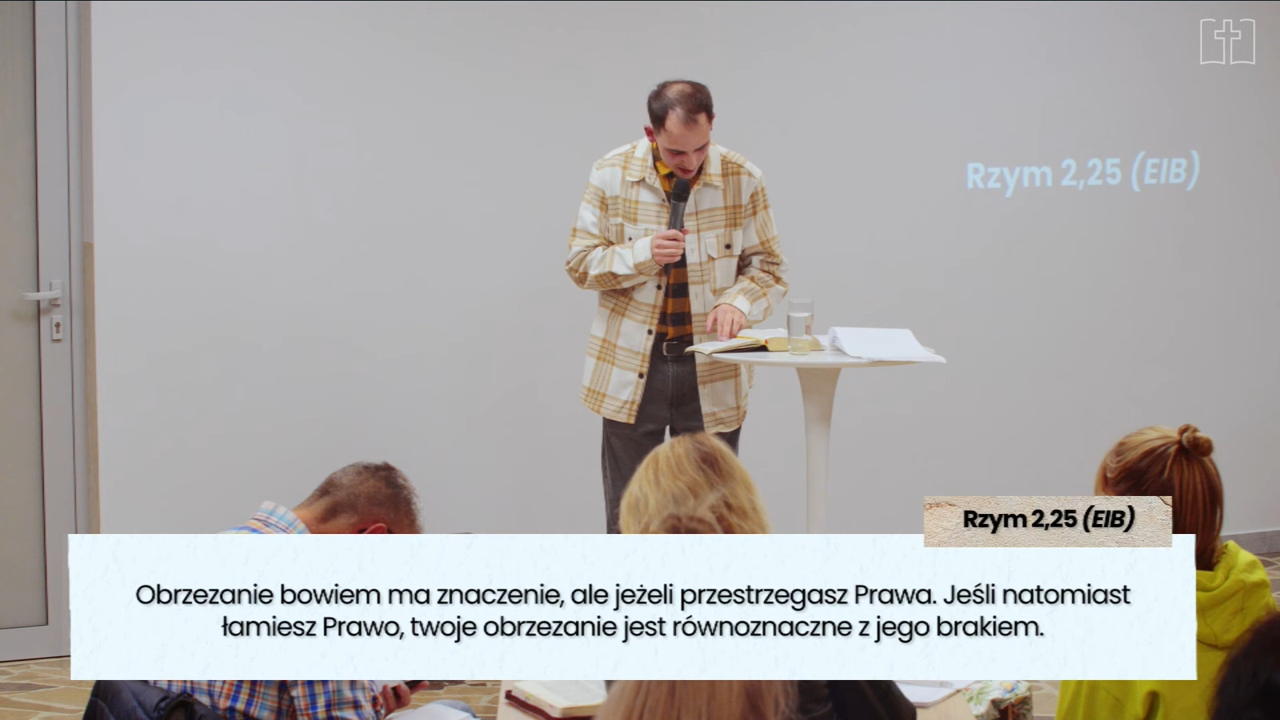 Rzym 2,25 (EIB)
Rzym 2,25 (EIB)
Obrzezanie bowiem ma znaczenie, ale jeżeli przestrzegasz Prawa. Jeśli natomiast
łamiesz Prawo, twoje obrzezanie jest równoznaczne z jego brakiem.